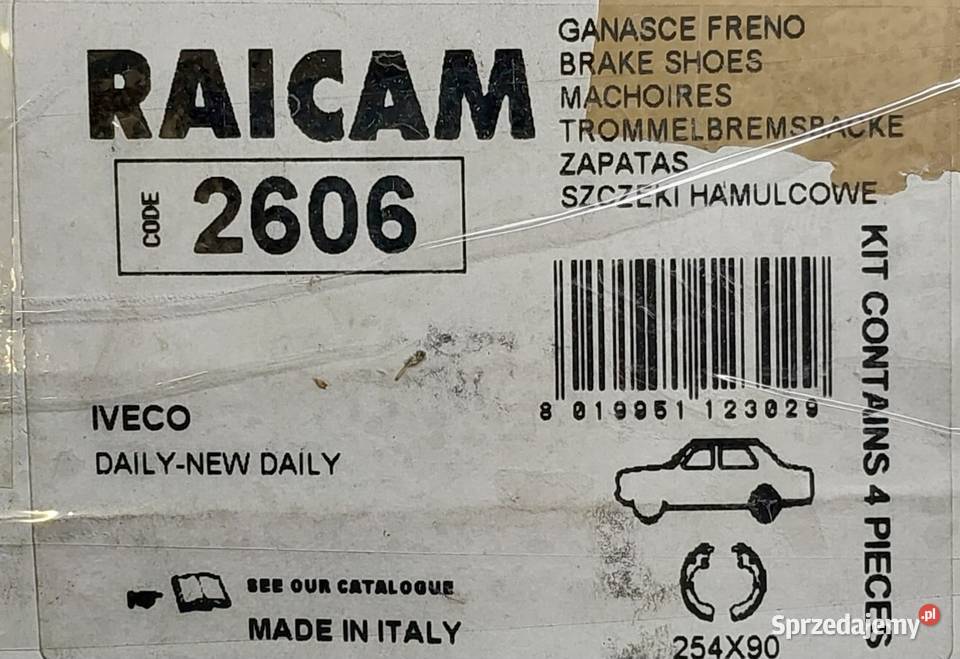 RAICAM
CODE 2606
GANASCE FRENO
BRAKE SHOES
MACHOIRES
TROMMELBREMSBACKE
ZAPATAS
SZCZEKI HAMULCOWE
8 019951 123029
KIT CONTAINS 4 PIECES
IVECO
DAILY-NEW DAILY
SEE OUR CATALOGUE
MADE IN ITALY
254X90
Sprzedajemy.pl